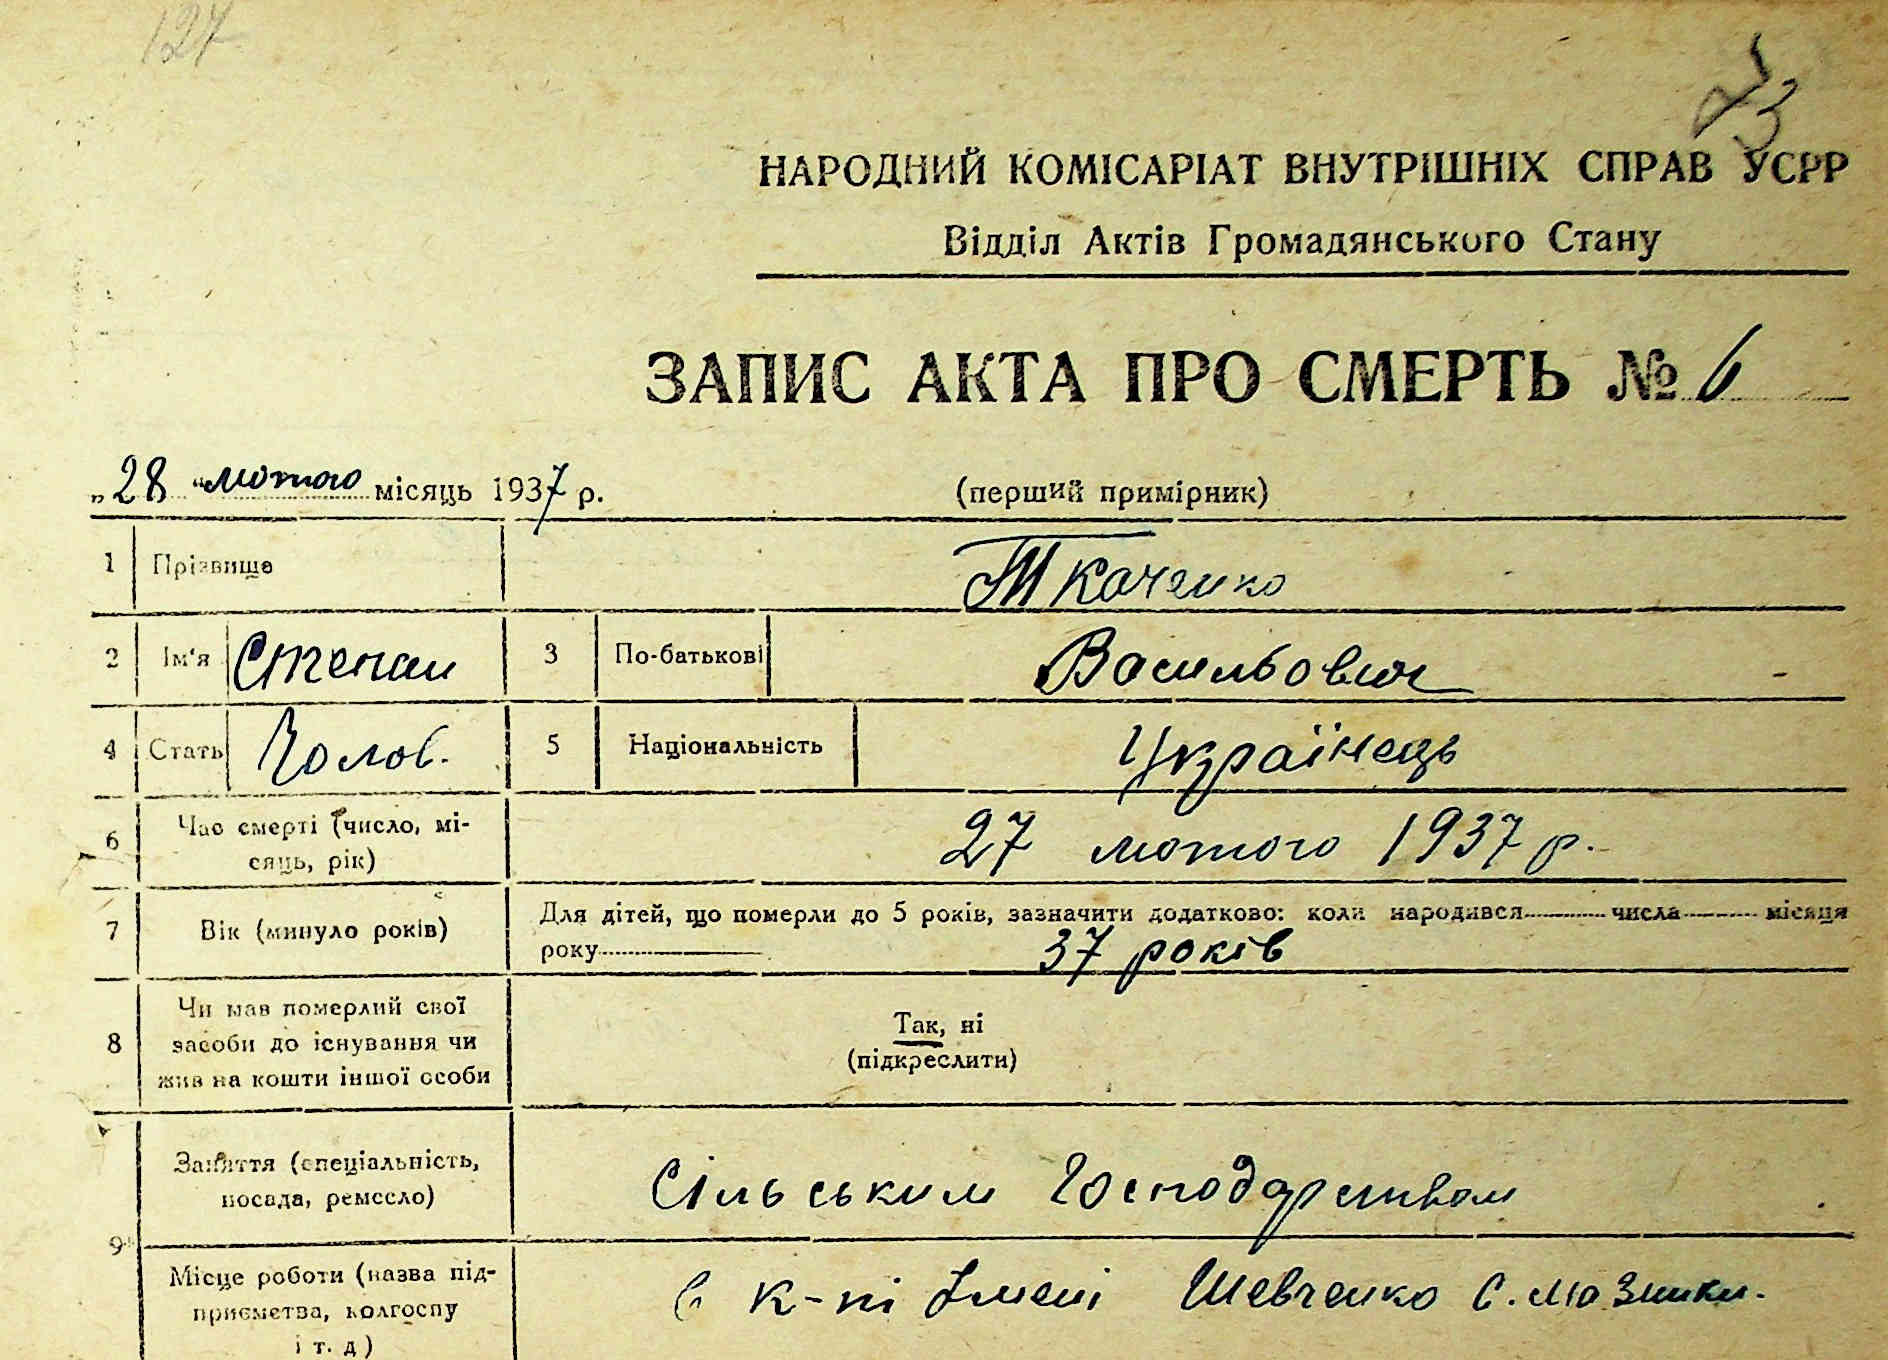 127
23
НАРОДНИЙ КОМІСАРІАТ ВНУТРІШНІХ СПРАВ УСРР
Відділ Актів Громадянського Стану
ЗАПИС АКТА ПРО СМЕРТЬ № 6
„28 “ лютого місяць 1937 р. (перший примірник)
1 Прізвище Ткаченко
2 Ім'я Степан 3 По-батькові Васильович
4 Стать Чолов. 5 Національність Українець
6 Час смерті (число, мі-
сяць, рік) 27 лютого 1937 р.
7 Вік (минуло років) Для дітей, що померли до 5 років, зазначити додатково: коли народився числа місяця
року 37 років
8 Чи мав померлий свої
засоби до існування чи
жив на кошти іншої особи
Так, ні
(підкреслити)
9 Заняття (спеціальність,
посада, ремесло) Сільським Господарством
Місце роботи (назва під-
приємства, колгоспу
і т. д) в к-пі Імені Шевченко С.